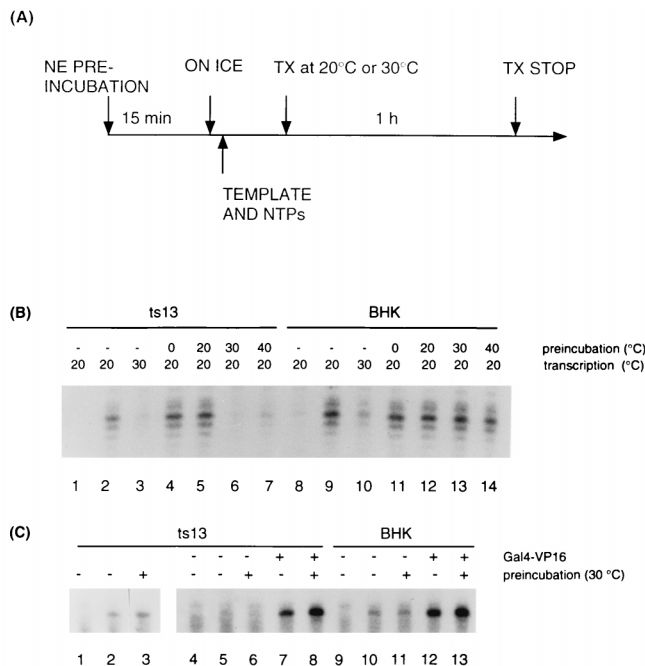 (A)
NE PRE-
INCUBATION
ON ICE
TX at 20°C or 30°C
TX STOP
15 min
1 h
TEMPLATE
AND NTPs
(B)
ts13
BHK
- - - 0 20 30 40 - - - 0 20 30 40 preincubation (°C)
20 20 30 20 20 20 20 20 20 30 20 20 20 20 transcription (°C)
1 2 3 4 5 6 7 8 9 10 11 12 13 14
(C)
ts13
BHK
- - - + + - - - + + Gal4-VP16
- - + - - + - + - - + - + preincubation (30 °C)
1 2 3 4 5 6 7 8 9 10 11 12 13